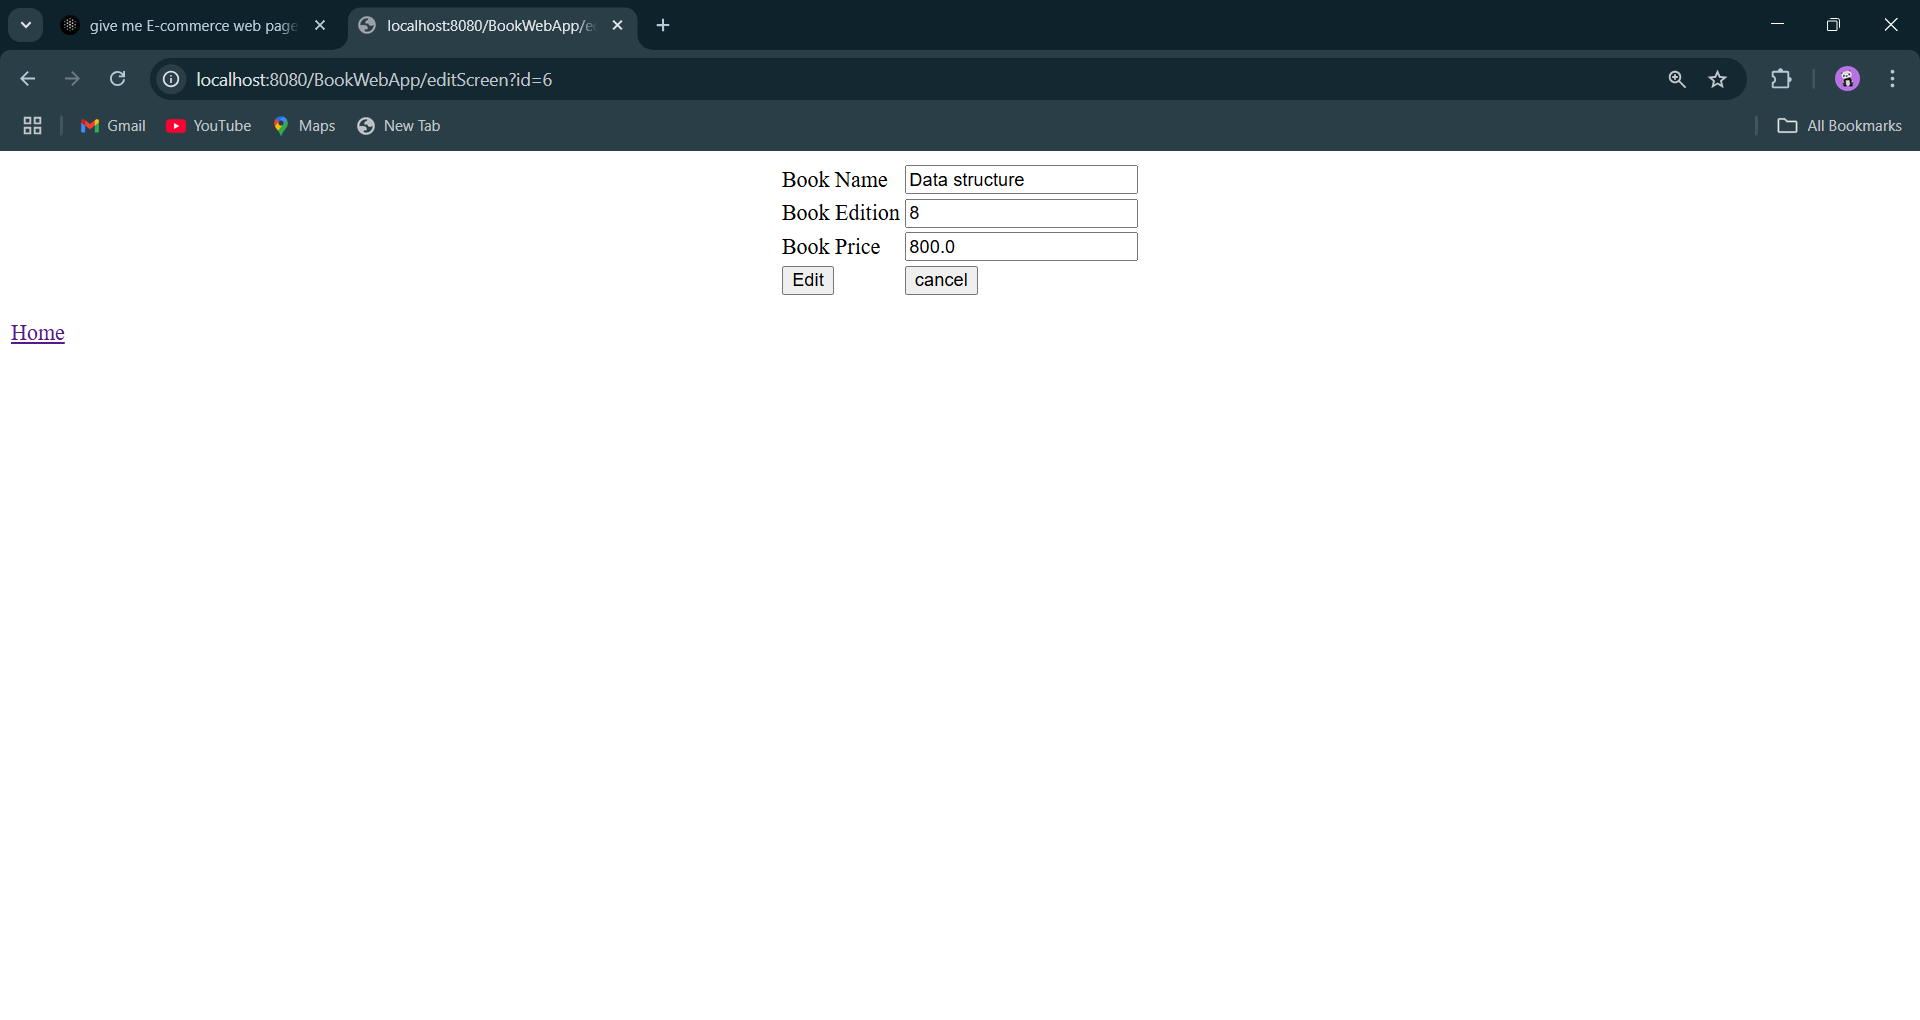 give me E-commerce web page
localhost:8080/BookWebApp/e
localhost:8080/BookWebApp/editScreen?id=6
Gmail YouTube Maps New Tab All Bookmarks
Book Name Data structure
Book Edition 8
Book Price 800.0
Edit cancel
Home